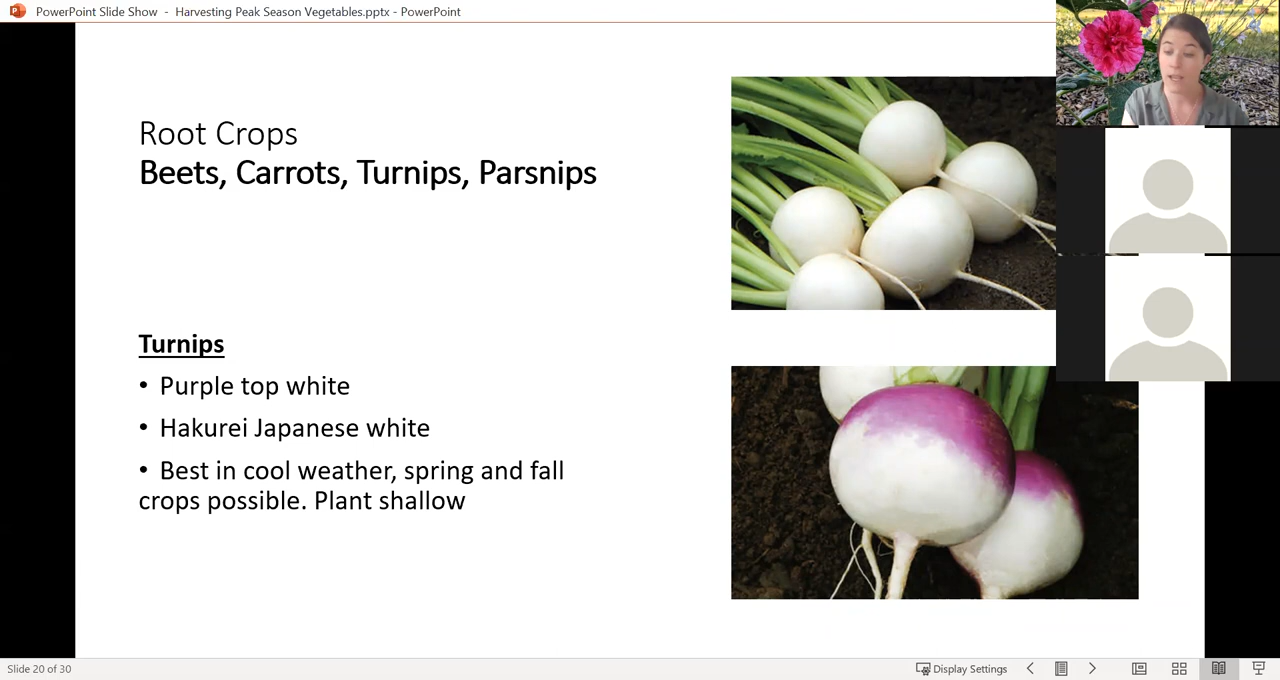 PowerPoint Slide Show - Harvesting Peak Season Vegetables.pptx - PowerPoint
Root Crops
Beets, Carrots, Turnips, Parsnips
Turnips
• Purple top white
• Hakurei Japanese white
• Best in cool weather, spring and fall
crops possible. Plant shallow
Slide 20 of 30
Display Settings